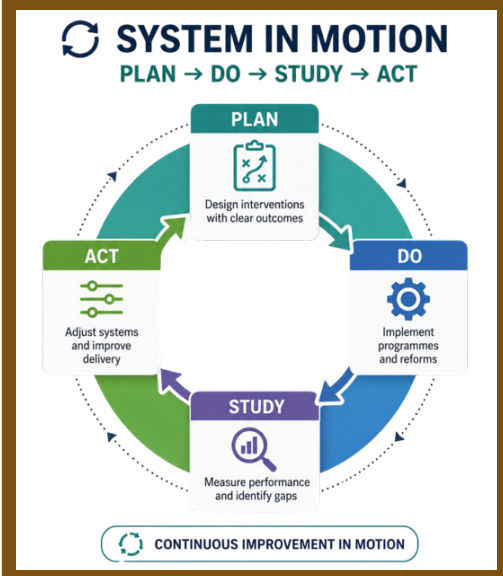 SYSTEM IN MOTION
PLAN → DO → STUDY → ACT
PLAN
Design interventions
with clear outcomes
DO
Implement
programmes
and reforms
STUDY
Measure performance
and identify gaps
ACT
Adjust systems
and improve
delivery
CONTINUOUS IMPROVEMENT IN MOTION